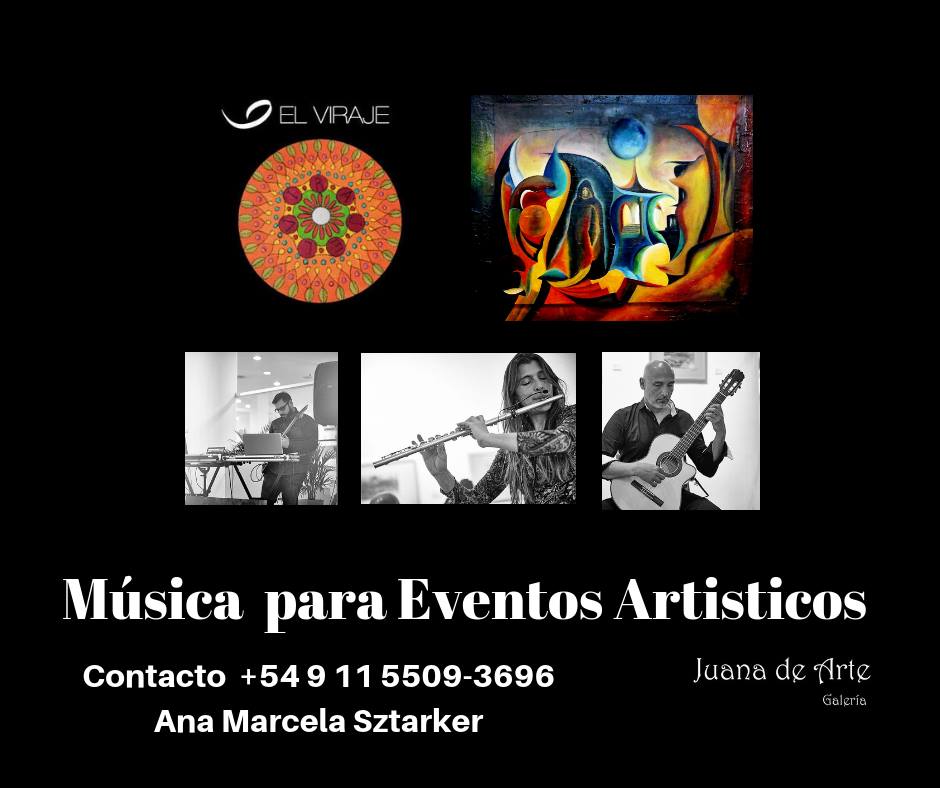 EL VIRAJE
Música para Eventos Artisticos
Contacto +54 9 11 5509-3696
Ana Marcela Sztarker
Juana de Arte
Galería